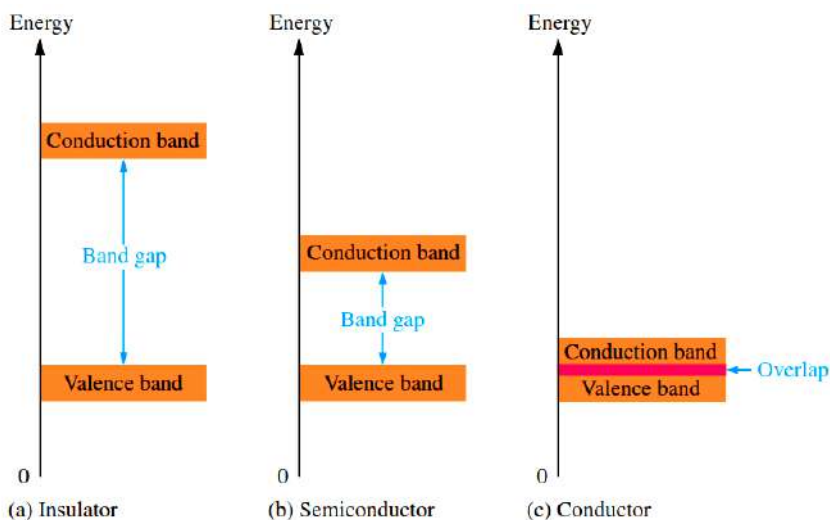 Energy
Conduction band
Band gap
Valence band
0
(a) Insulator
Energy
Conduction band
Band gap
Valence band
0
(b) Semiconductor
Energy
Conduction band
Overlap
Valence band
0
(c) Conductor